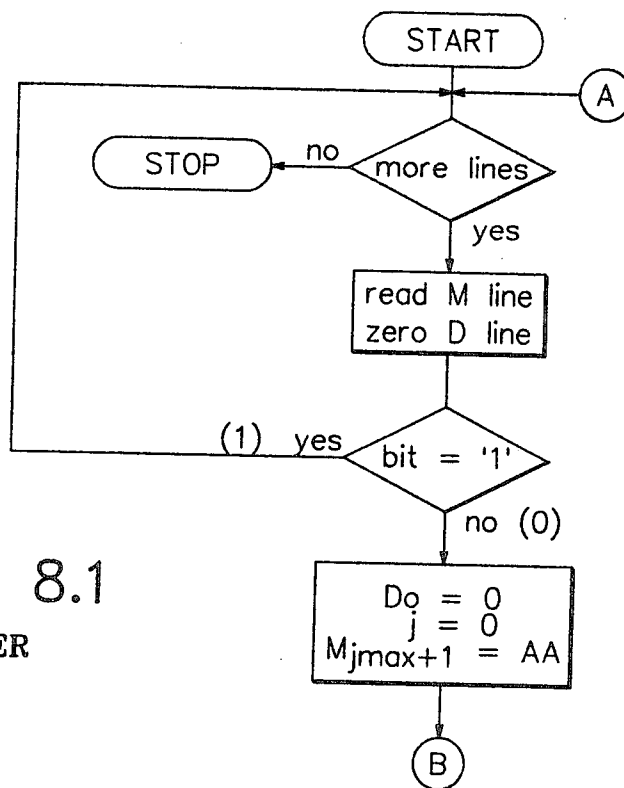 START
A
STOP
no
more lines
yes
read M line
zero D line
(1) yes
bit = '1'
no (0)
8.1
ER
Do = 0
j = 0
Mjmax+1 = AA
B